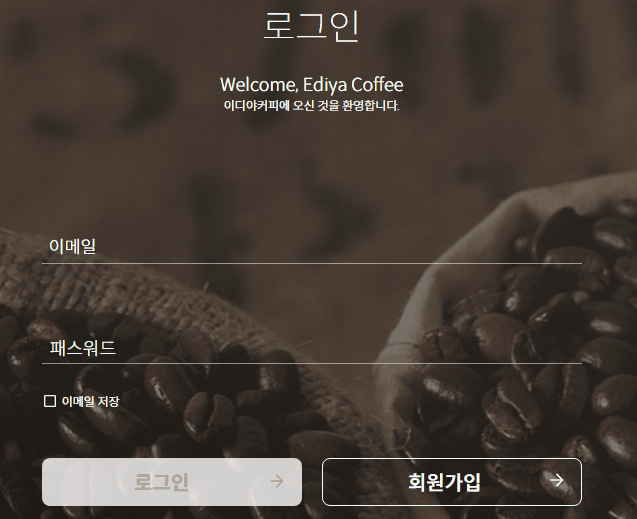 로그인
Welcome, Ediya Coffee
이디야커피에 오신 것을 환영합니다.
이메일
패스워드
이메일 저장
로그인 회원가입